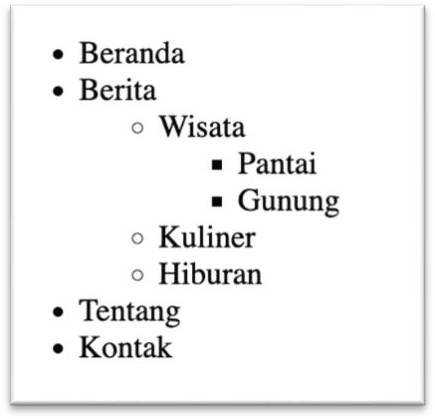 Beranda
Berita
Wisata
Pantai
Gunung
Kuliner
Hiburan
Tentang
Kontak